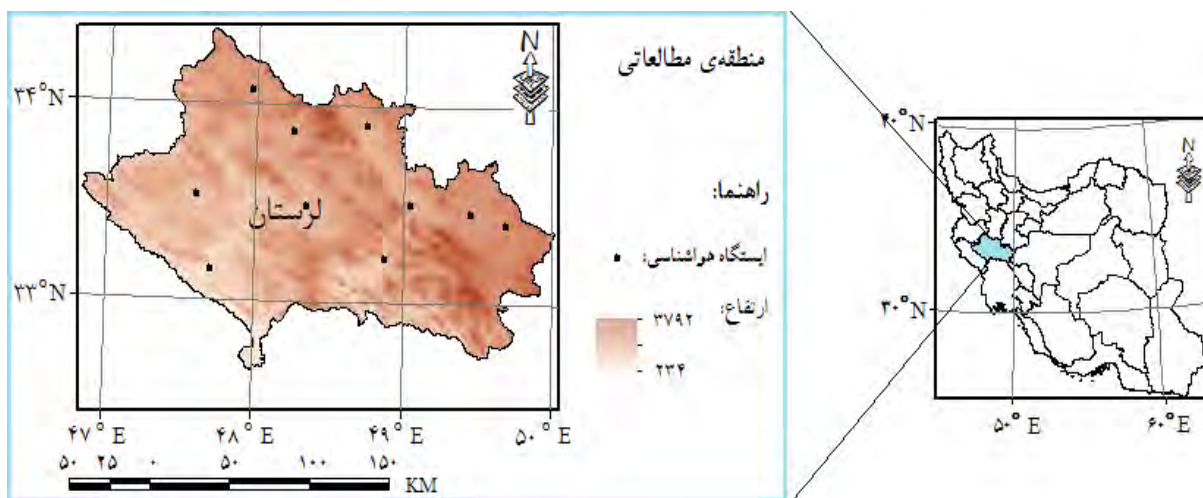 منطقه‌ی مطالعاتی
N
۳۴°N
۳۳°N
لرستان
راهنما:
ایستگاه هواشناسی:
ارتفاع:
۳۷۹۲
۲۳۴
۴۷° E
۴۸° E
۴۹° E
۵۰° E
۵۰ ۲۵ ۰ ۵۰ ۱۰۰ ۱۵۰
KM
N
۴۰°N
۳۰°N
۵۰° E
۶۰° E